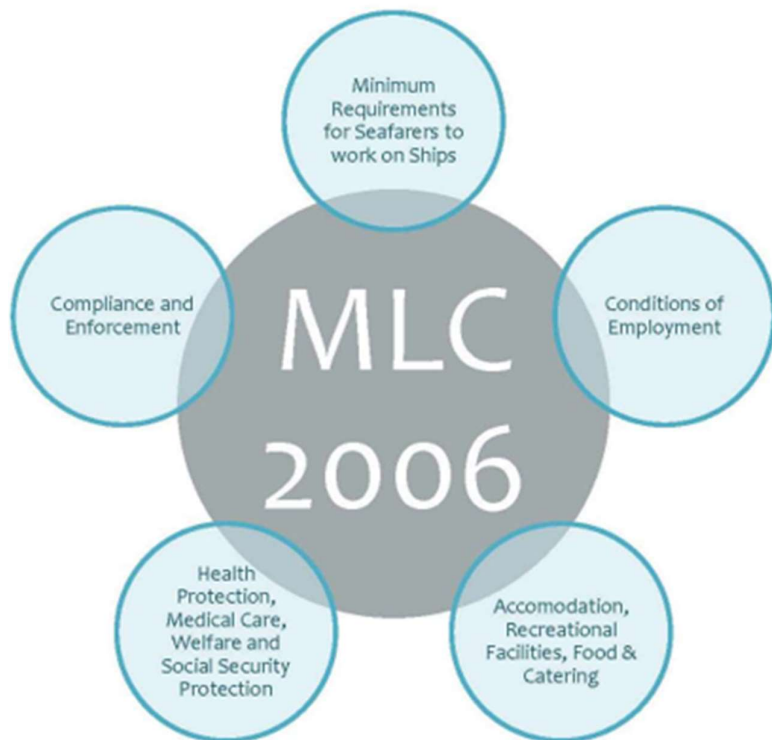 Minimum
Requirements
for Seafarers to
work on Ships
Compliance and
Enforcement
MLC
2006
Conditions of
Employment
Health
Protection,
Medical Care,
Welfare and
Social Security
Protection
Accomodation,
Recreational
Facilities, Food &
Catering